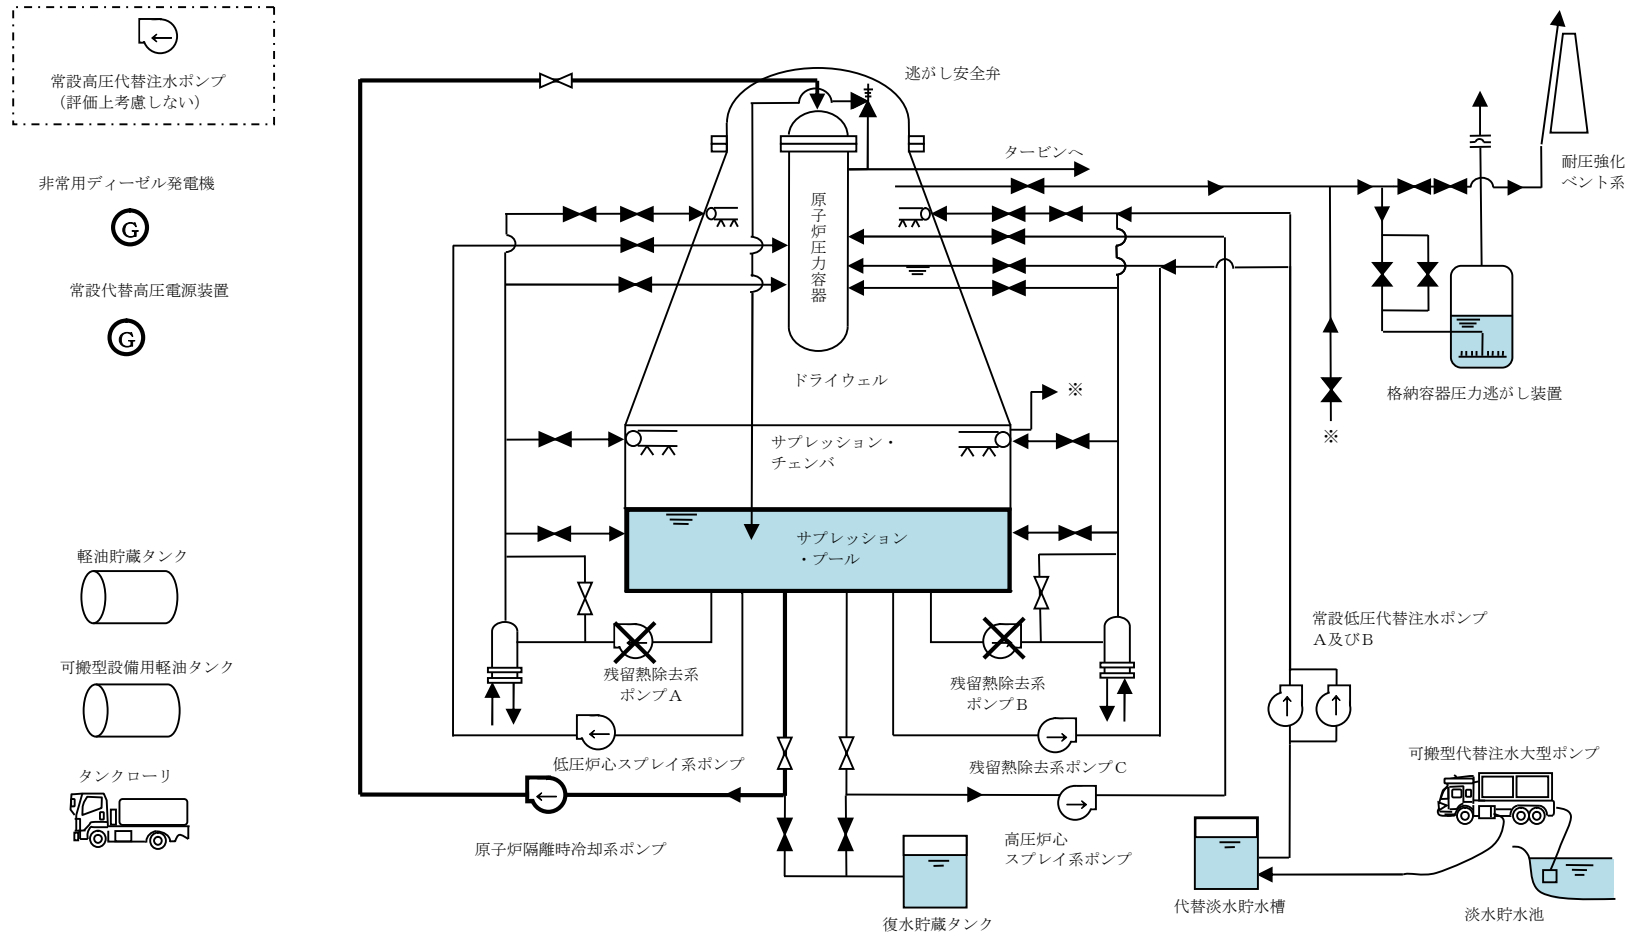 常設高圧代替注水ポンプ
（評価上考慮しない）
非常用ディーゼル発電機
G
常設代替高圧電源装置
G
軽油貯蔵タンク
可搬型設備用軽油タンク
タンクローリ
逃がし安全弁
タービンへ
原子炉圧力容器
ドライウェル
※
サプレッション・
チェンバ
サプレッション
・プール
残留熱除去系
ポンプA
残留熱除去系
ポンプB
低圧炉心スプレイ系ポンプ
残留熱除去系ポンプC
原子炉隔離時冷却系ポンプ
高圧炉心
スプレイ系ポンプ
復水貯蔵タンク
耐圧強化
ベント系
格納容器圧力逃がし装置
※
常設低圧代替注水ポンプ
A及びB
可搬型代替注水大型ポンプ
代替淡水貯水槽
淡水貯水池